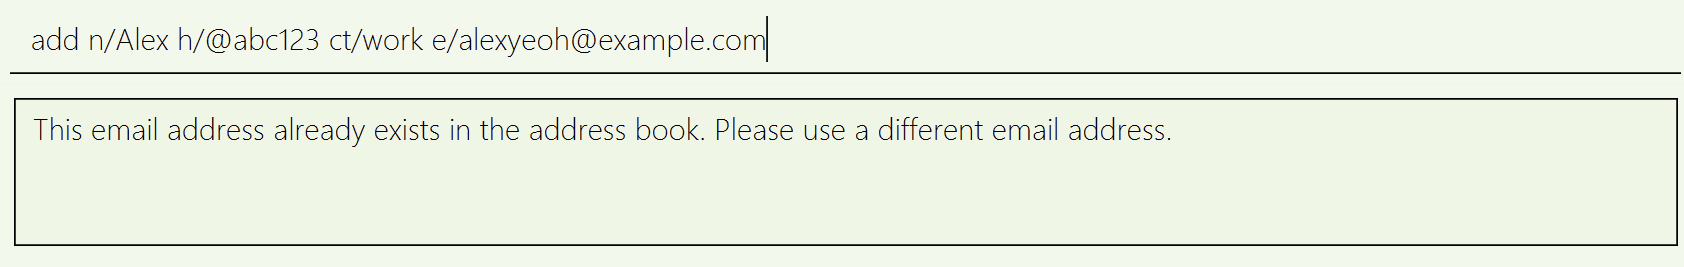 add n/Alex h/@abc123 ct/work e/alexyeoh@example.com
This email address already exists in the address book. Please use a different email address.